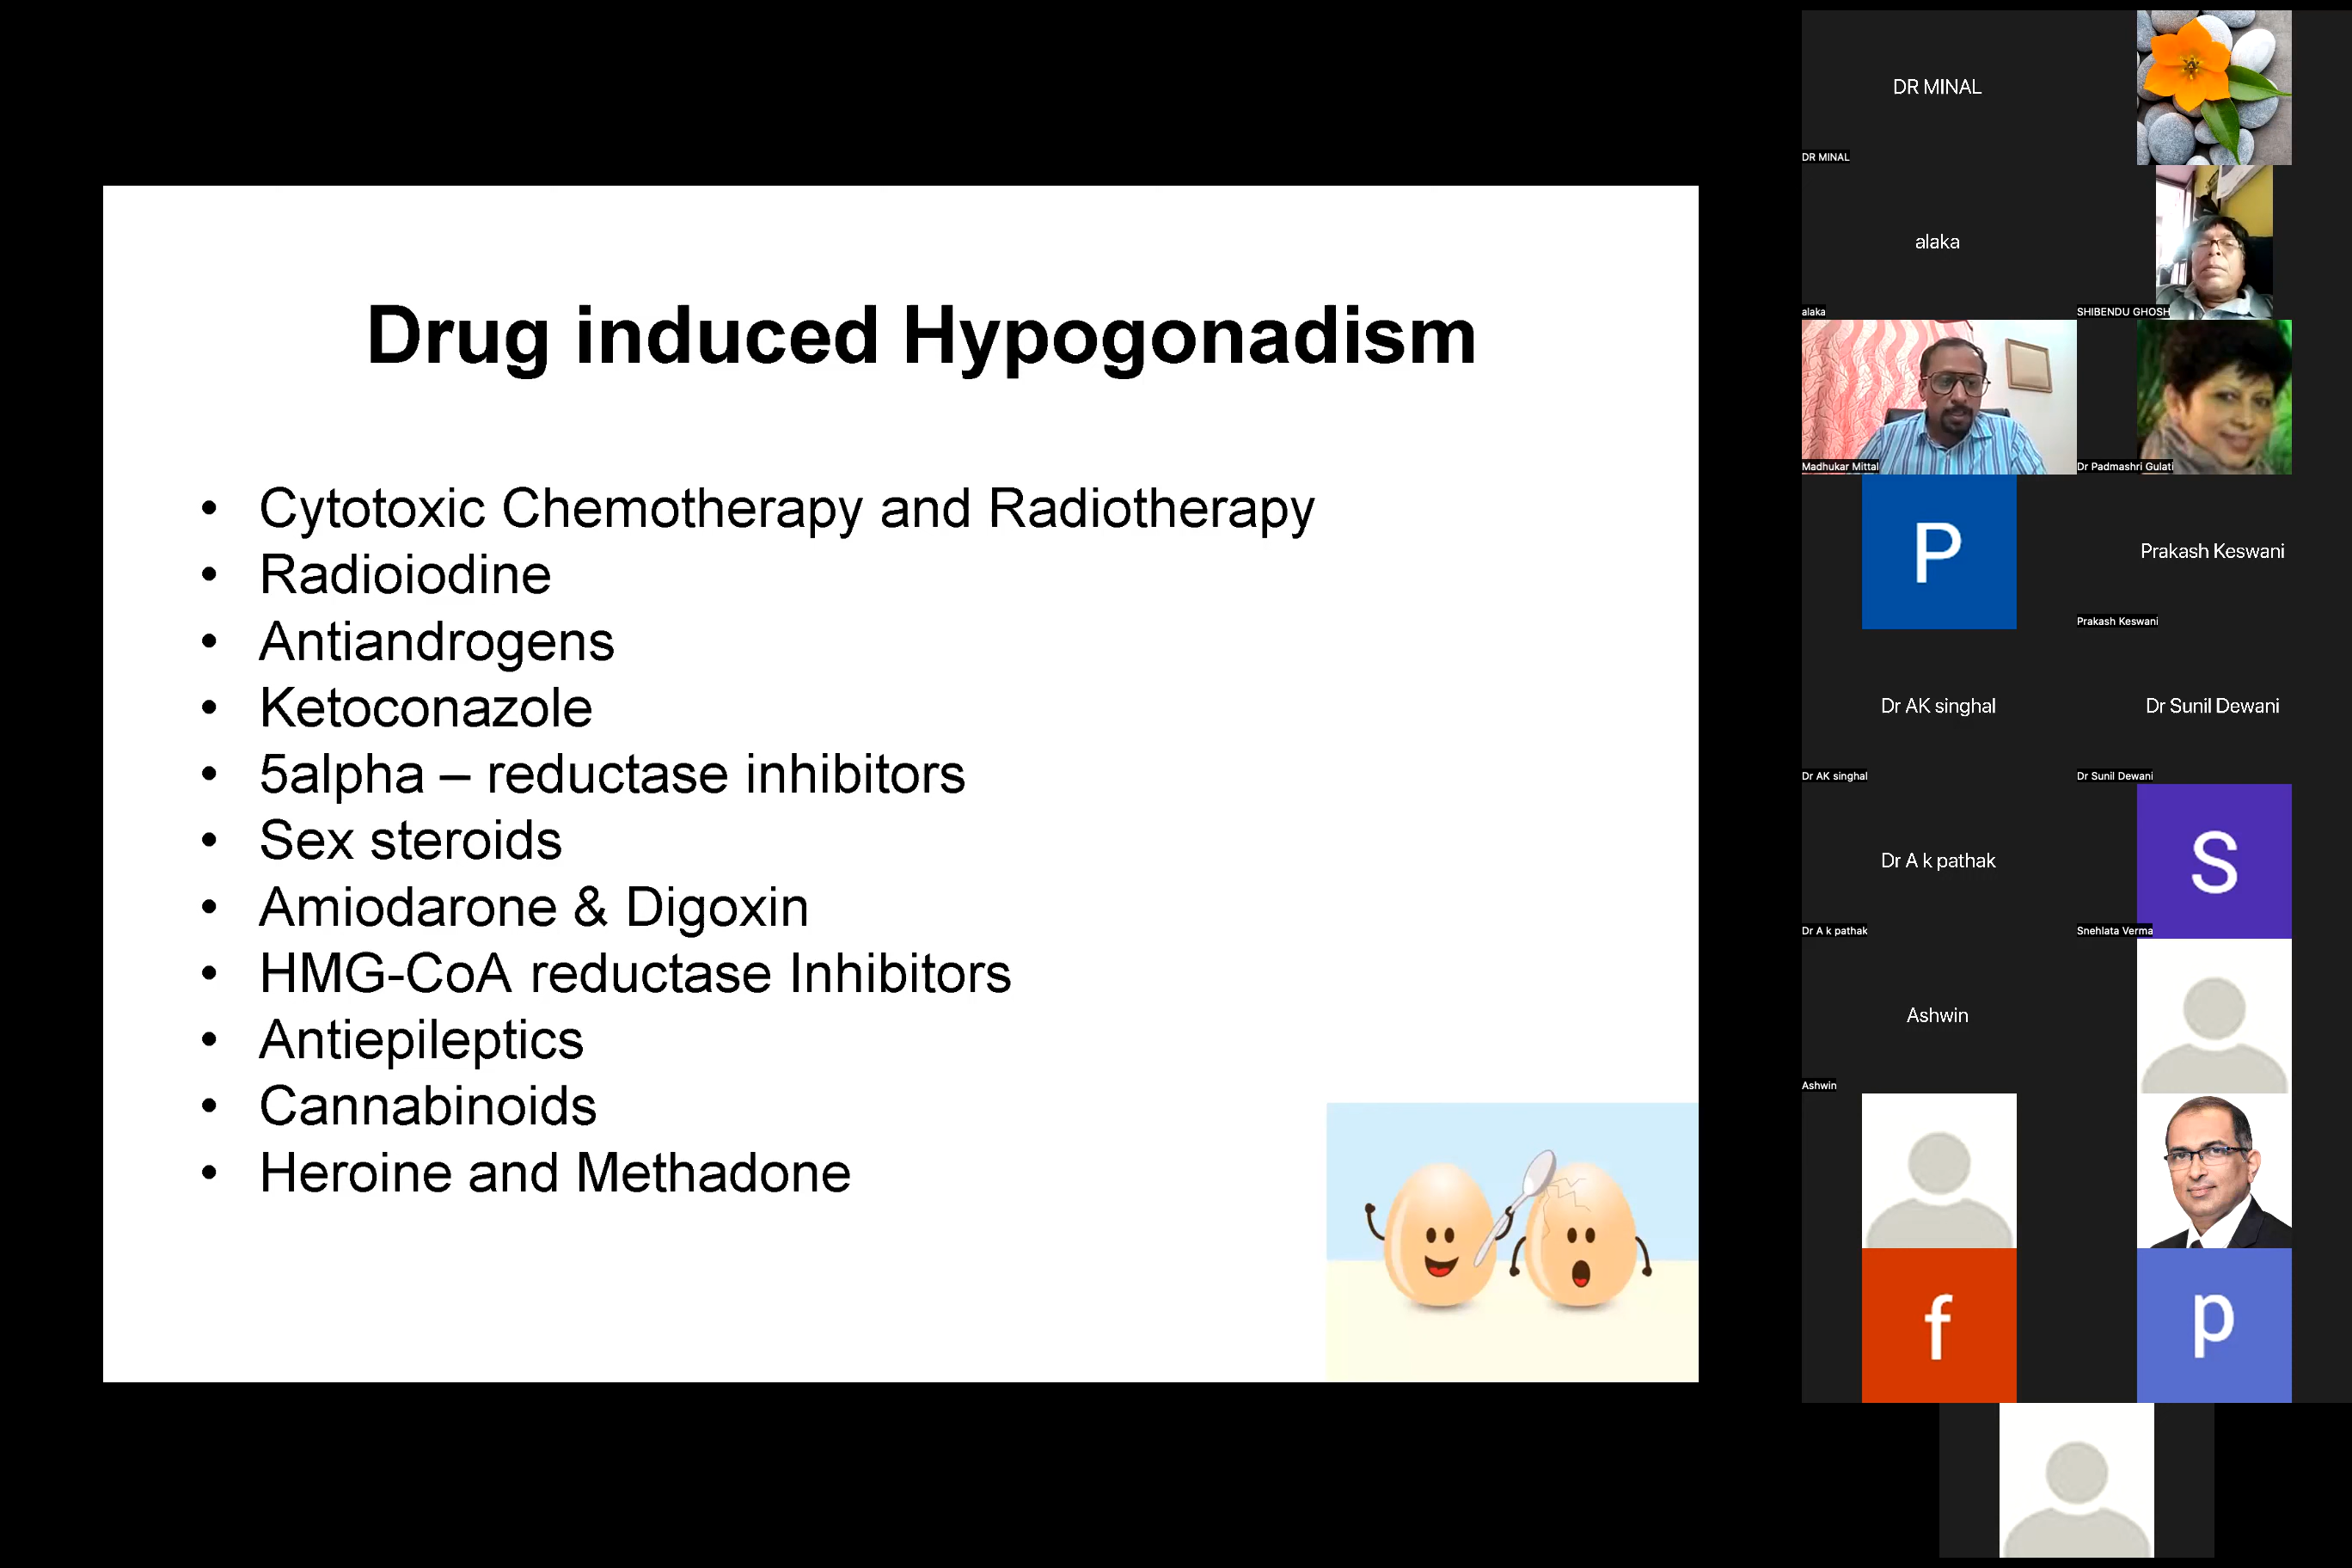 Drug induced Hypogonadism
• Cytotoxic Chemotherapy and Radiotherapy
• Radioiodine
• Antiandrogens
• Ketoconazole
• 5alpha – reductase inhibitors
• Sex steroids
• Amiodarone & Digoxin
• HMG-CoA reductase Inhibitors
• Antiepileptics
• Cannabinoids
• Heroine and Methadone
DR MINAL
DR MINAL
alaka
alaka
SHIBENDU GHOSH
Madhukar Mittal
Dr Padmashri Gulati
P
Prakash Keswani
Prakash Keswani
Dr AK singhal
Dr AK singhal
Dr Sunil Dewani
Dr Sunil Dewani
Dr A k pathak
Dr A k pathak
S
Snehlata Verma
Ashwin
Ashwin
f
p